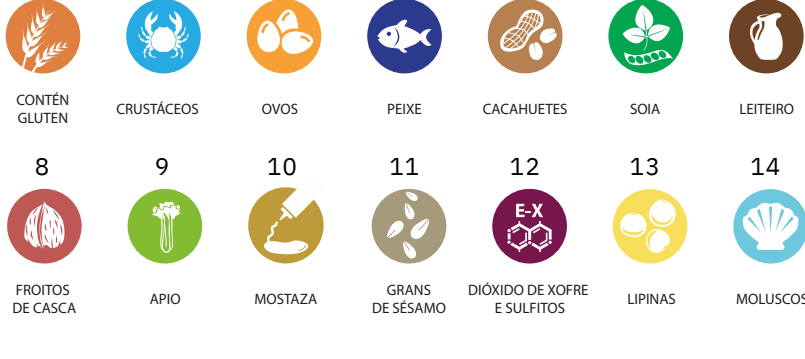 CONTÉN
GLUTEN
CRUSTÁCEOS
OVOS
PEIXE
CACAHUETES
SOIA
LEITEIRO
8 9 10 11 12 13 14
E-X
FROITOS
DE CASCA
APIO
MOSTAZA
GRANS
DE SÉSAMO
DIÓXIDO DE XOFRE
E SULFITOS
LIPINAS
MOLUSCOS